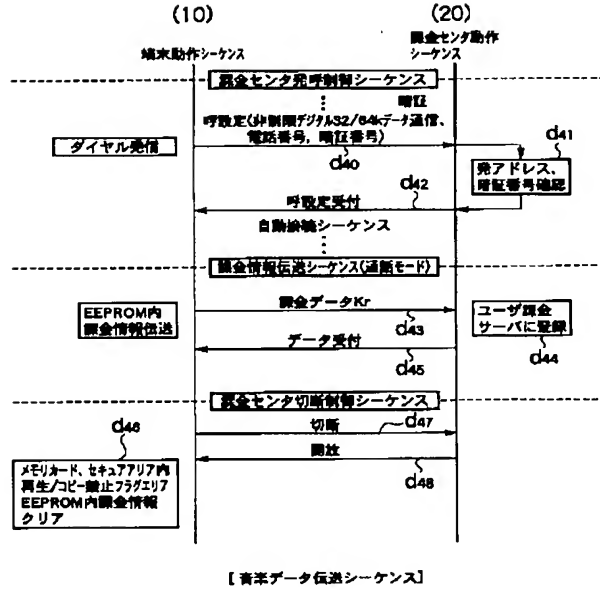 (10)
(20)
端末動作シーケンス
課金センタ動作
シーケンス
課金センタ発呼制御シーケンス
暗証
呼設定(非制限デジタル32/64kデータ通信、
電話番号, 暗証番号)
ダイヤル発信
d40
d41
発アドレス、
暗証番号確認
d42
呼設定受付
自動接続シーケンス
課金情報伝送シーケンス(通話モード)
EEPROM内
課金情報伝送
課金データKr
d43
ユーザ課金
サーバに登録
d44
データ受付
d45
課金センタ切断制御シーケンス
切断
d47
d46
開放
d48
メモリカード、セキュアアリア内
再生/コピー禁止フラグエリア
EEPROM内課金情報
クリア
[音楽データ伝送シーケンス]